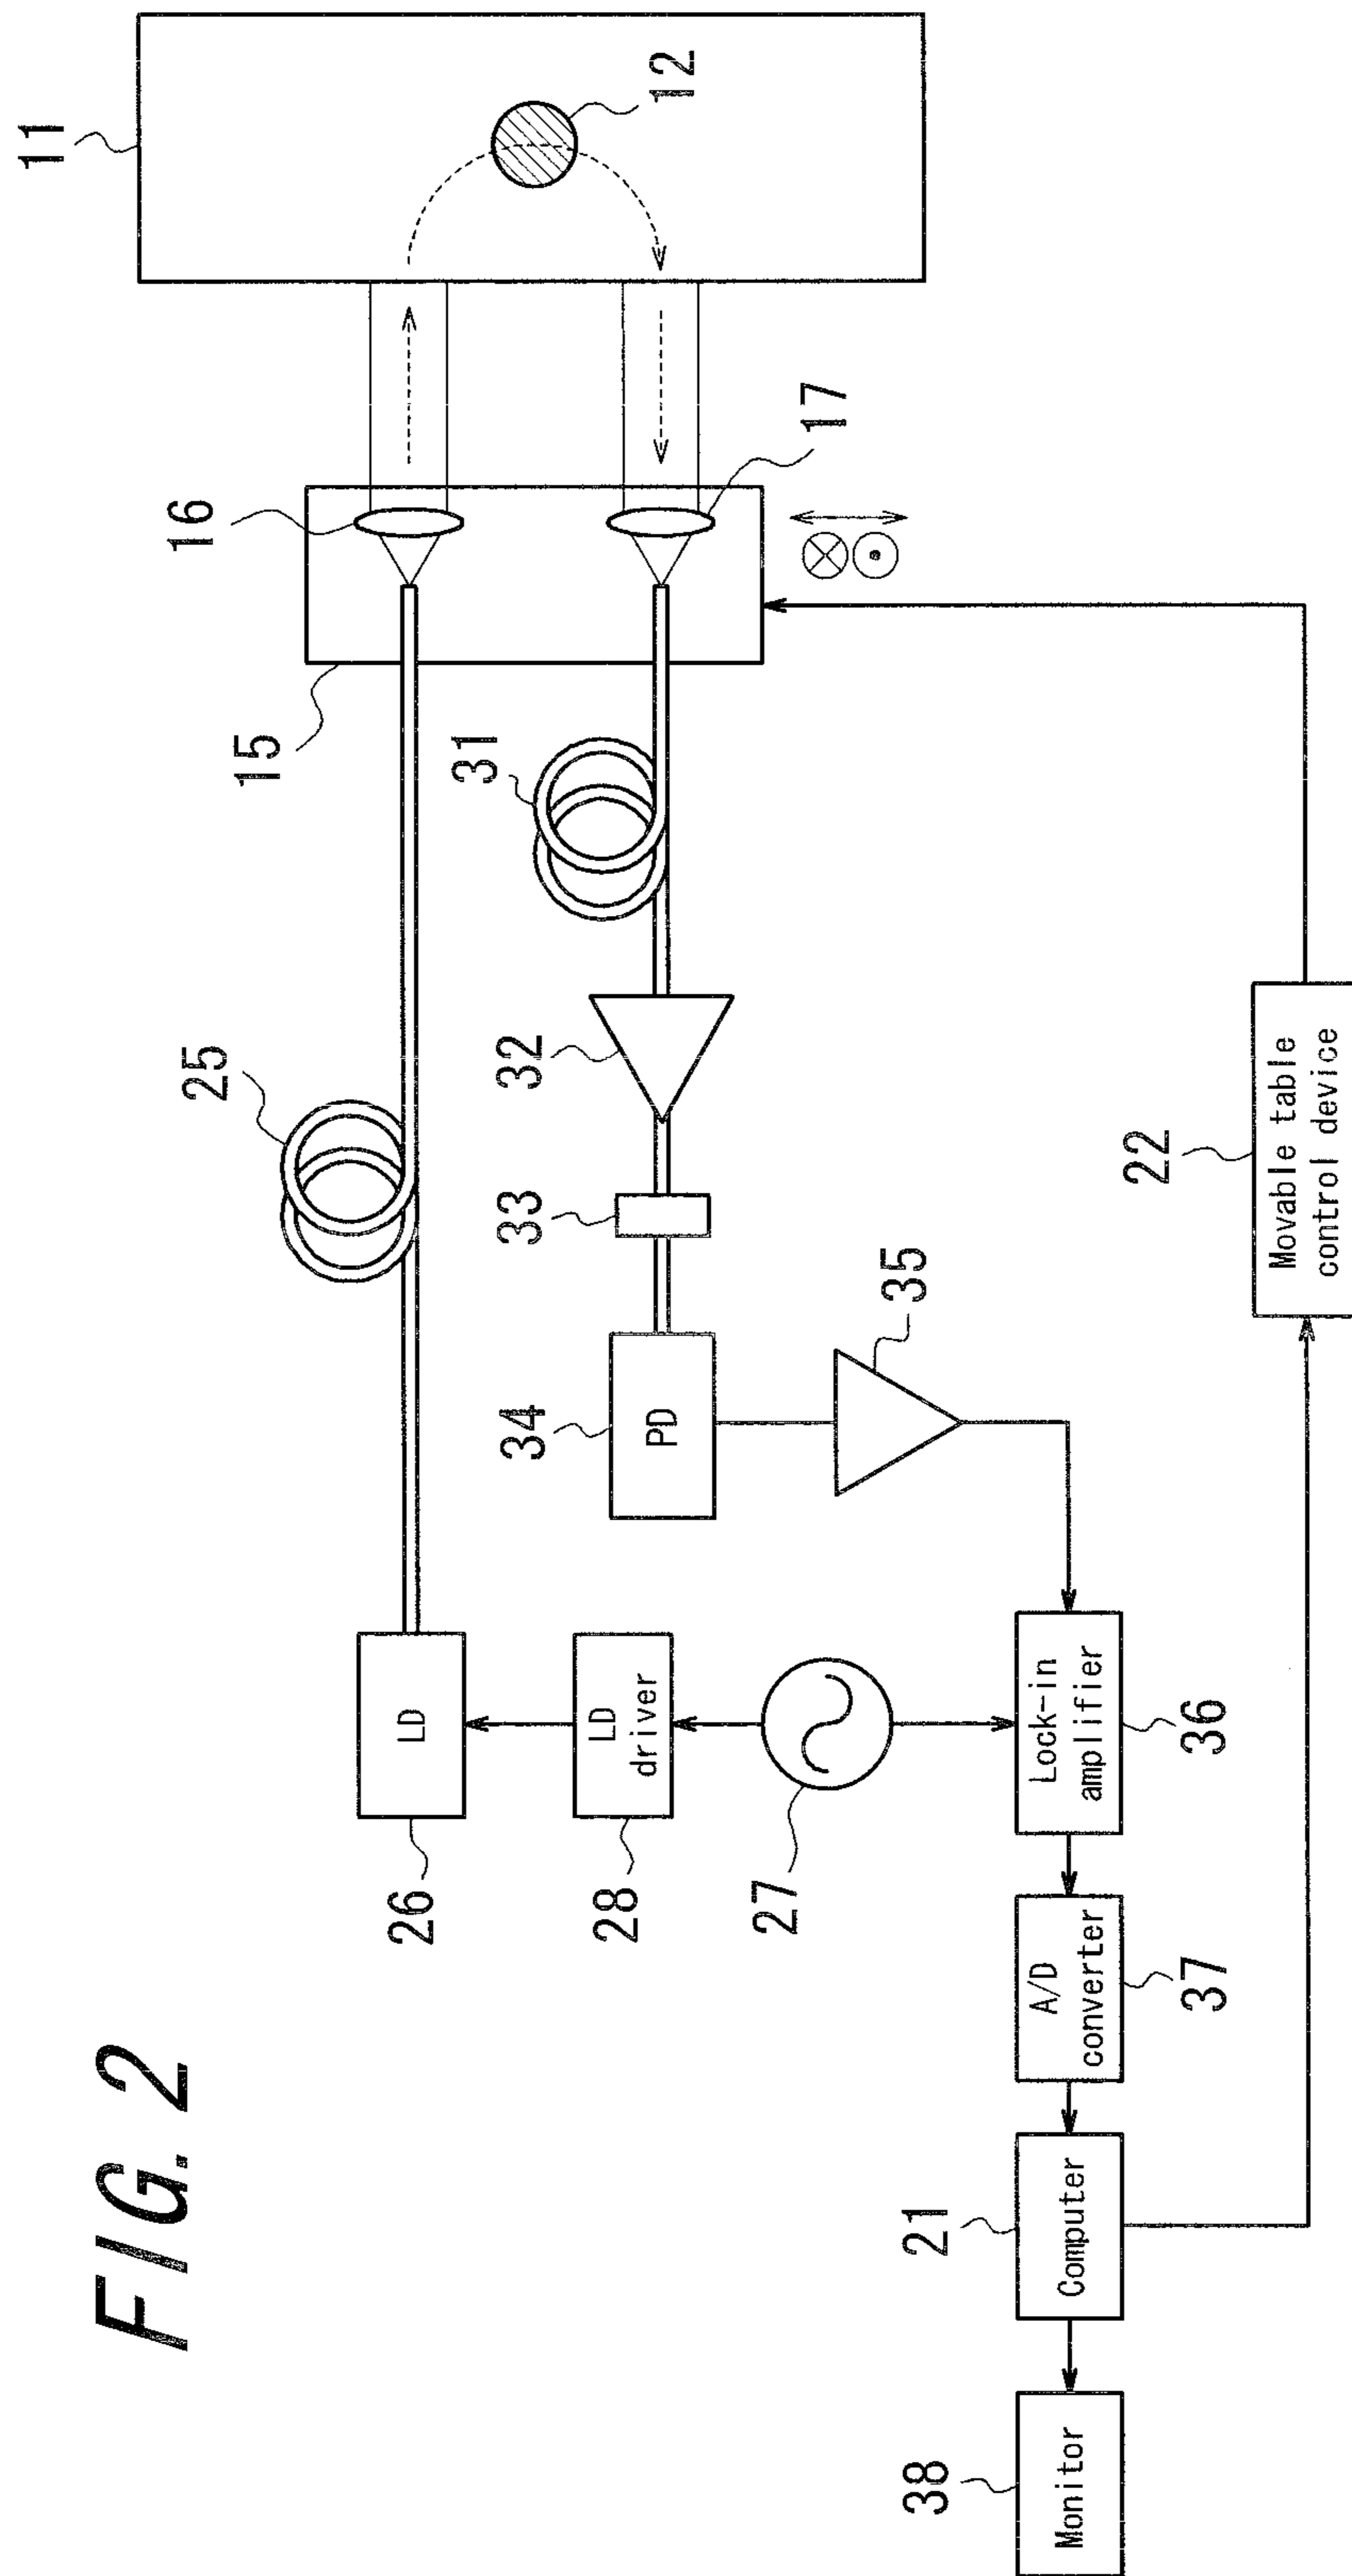 FIG. 2
11
12
16
17
15
31
25
32
33
34
PD
35
LD
26
LD
driver
28
27
Lock-in
amplifier
36
A/D
converter
37
Computer
21
Monitor
38
Movable table
control device
22